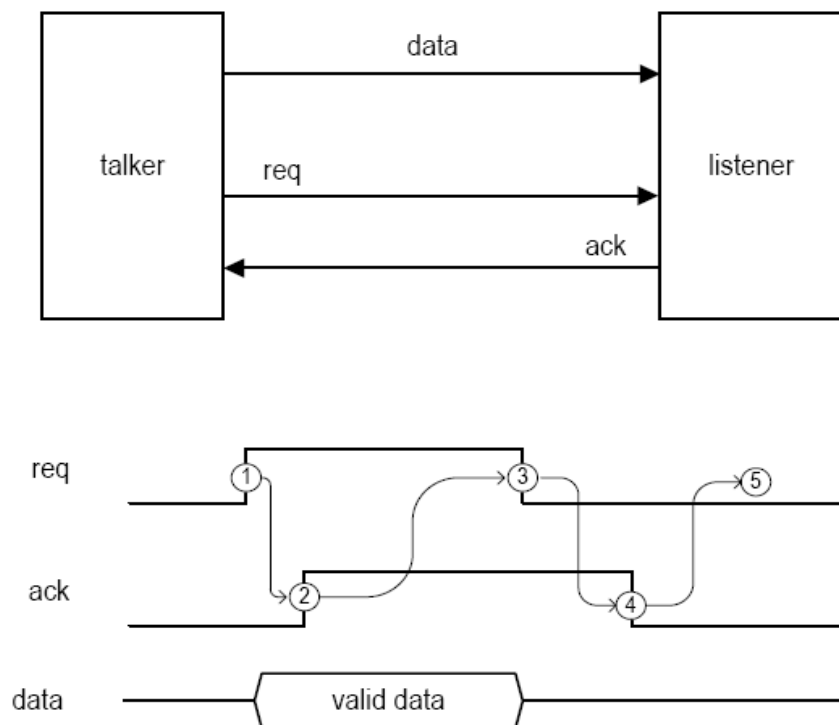 data
talker
req
listener
ack
req
1
3
5
ack
2
4
data
valid data